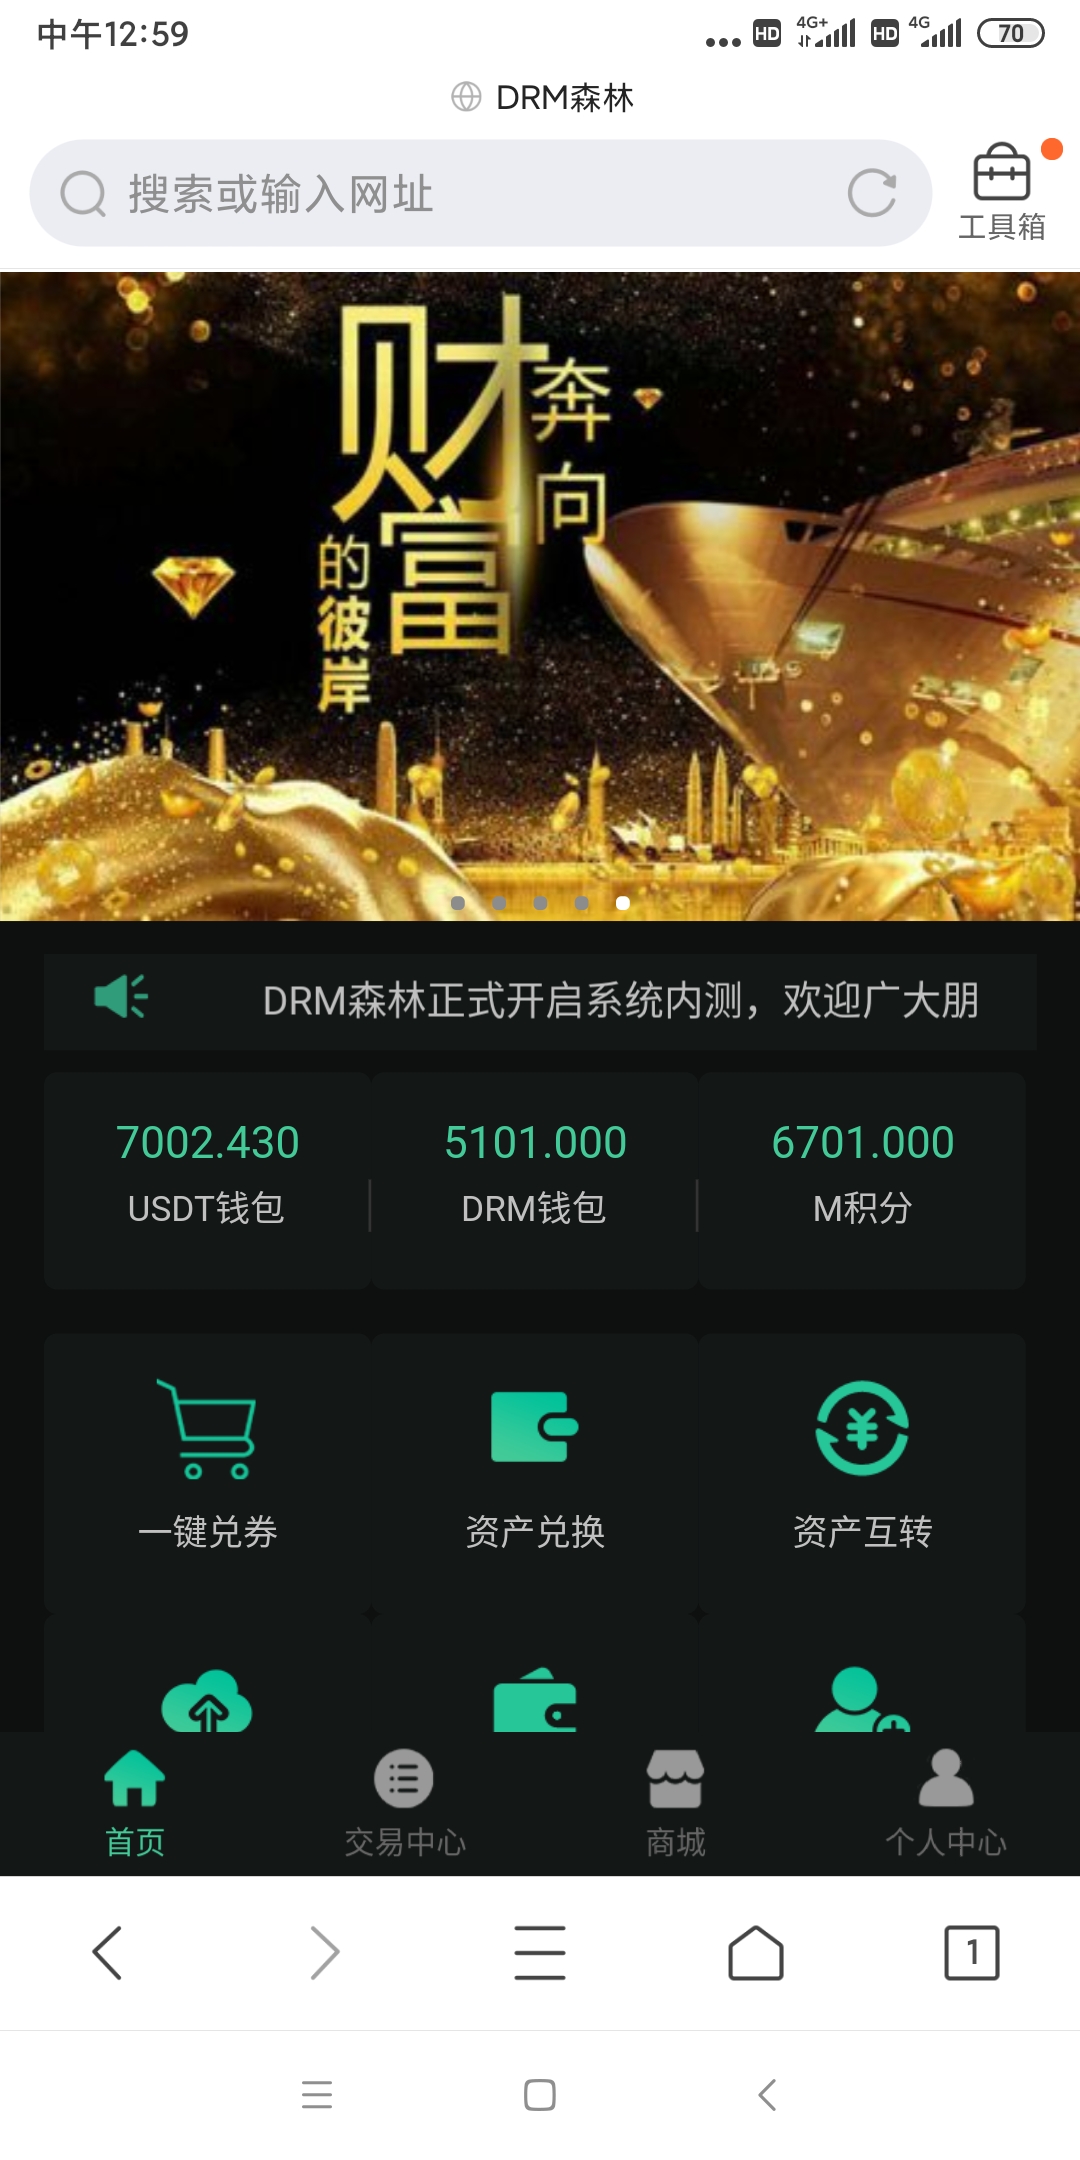 中午12:59
HD 4G+ HD 4G 70
DRM森林
搜索或输入网址
工具箱
奔向
财富
的彼岸
DRM森林正式开启系统内测，欢迎广大朋
7002.430 5101.000 6701.000
USDT钱包 DRM钱包 M积分
一键兑券 资产兑换 资产互转
首页 交易中心 商城 个人中心
1